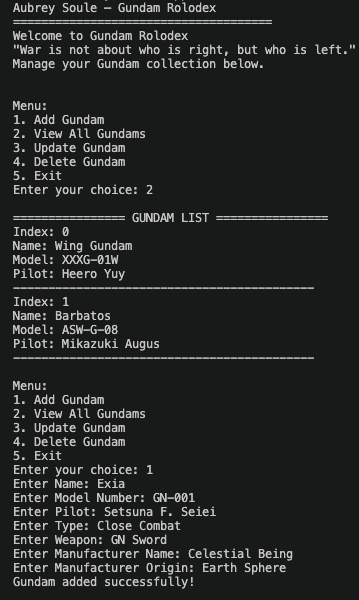 Aubrey Soule – Gundam Rolodex
=====================================
Welcome to Gundam Rolodex
"War is not about who is right, but who is left."
Manage your Gundam collection below.
Menu:
1. Add Gundam
2. View All Gundams
3. Update Gundam
4. Delete Gundam
5. Exit
Enter your choice: 2
================ GUNDAM LIST ================
Index: 0
Name: Wing Gundam
Model: XXXG-01W
Pilot: Heero Yuy
-------------------------------------------
Index: 1
Name: Barbatos
Model: ASW-G-08
Pilot: Mikazuki Augus
-------------------------------------------
Menu:
1. Add Gundam
2. View All Gundams
3. Update Gundam
4. Delete Gundam
5. Exit
Enter your choice: 1
Enter Name: Exia
Enter Model Number: GN-001
Enter Pilot: Setsuna F. Seiei
Enter Type: Close Combat
Enter Weapon: GN Sword
Enter Manufacturer Name: Celestial Being
Enter Manufacturer Origin: Earth Sphere
Gundam added successfully!